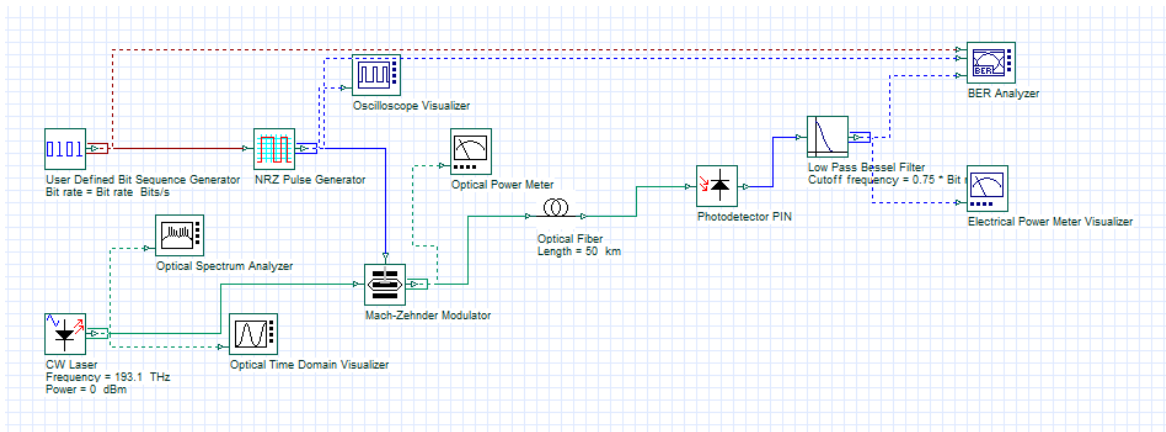 BER
BER Analyzer
Oscilloscope Visualizer
0101
User Defined Bit Sequence Generator
Bit rate = Bit rate Bits/s
NRZ Pulse Generator
Optical Power Meter
Low Pass Bessel Filter
Cutoff frequency = 0.75 * Bit r
Photodetector PIN
Electrical Power Meter Visualizer
Optical Fiber
Length = 50 km
Optical Spectrum Analyzer
Mach-Zehnder Modulator
CW Laser
Frequency = 193.1 THz
Power = 0 dBm
Optical Time Domain Visualizer